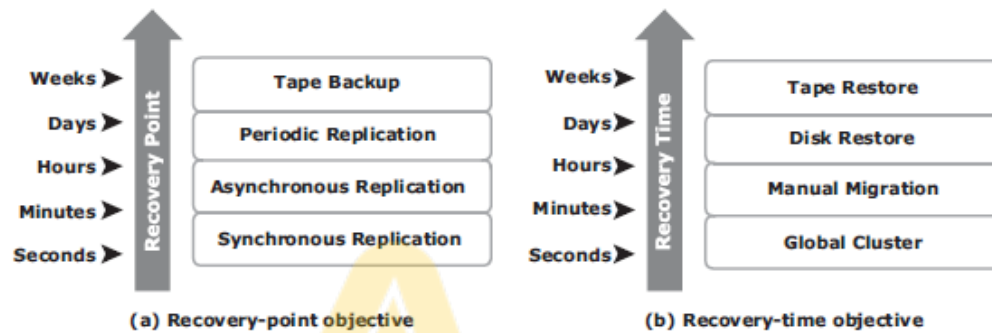 Weeks
Days
Hours
Minutes
Seconds
Recovery Point
Tape Backup
Periodic Replication
Asynchronous Replication
Synchronous Replication
(a) Recovery-point objective
Weeks
Days
Hours
Minutes
Seconds
Recovery Time
Tape Restore
Disk Restore
Manual Migration
Global Cluster
(b) Recovery-time objective